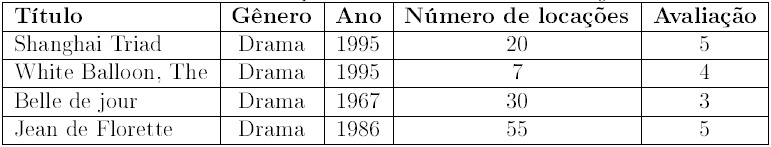 Título Gênero Ano Número de locações Avaliação
Shanghai Triad Drama 1995 20 5
White Balloon, The Drama 1995 7 4
Belle de jour Drama 1967 30 3
Jean de Florette Drama 1986 55 5